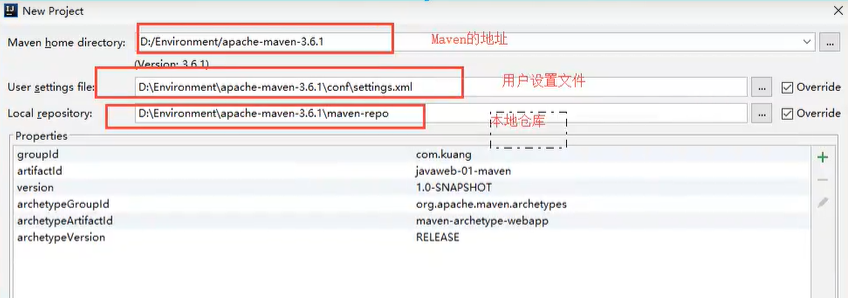 New Project
Maven home directory: D:/Environment/apache-maven-3.6.1 ... Maven的地址
(Version: 3.6.1)
User settings file: D:\Environment\apache-maven-3.6.1\conf\settings.xml 用户设置文件 ... Override
Local repository: D:\Environment\apache-maven-3.6.1\maven-repo 本地仓库 ... Override
Properties
groupId com.kuang
artifactId javaweb-01-maven
version 1.0-SNAPSHOT
archetypeGroupId org.apache.maven.archetypes
archetypeArtifactId maven-archetype-webapp
archetypeVersion RELEASE